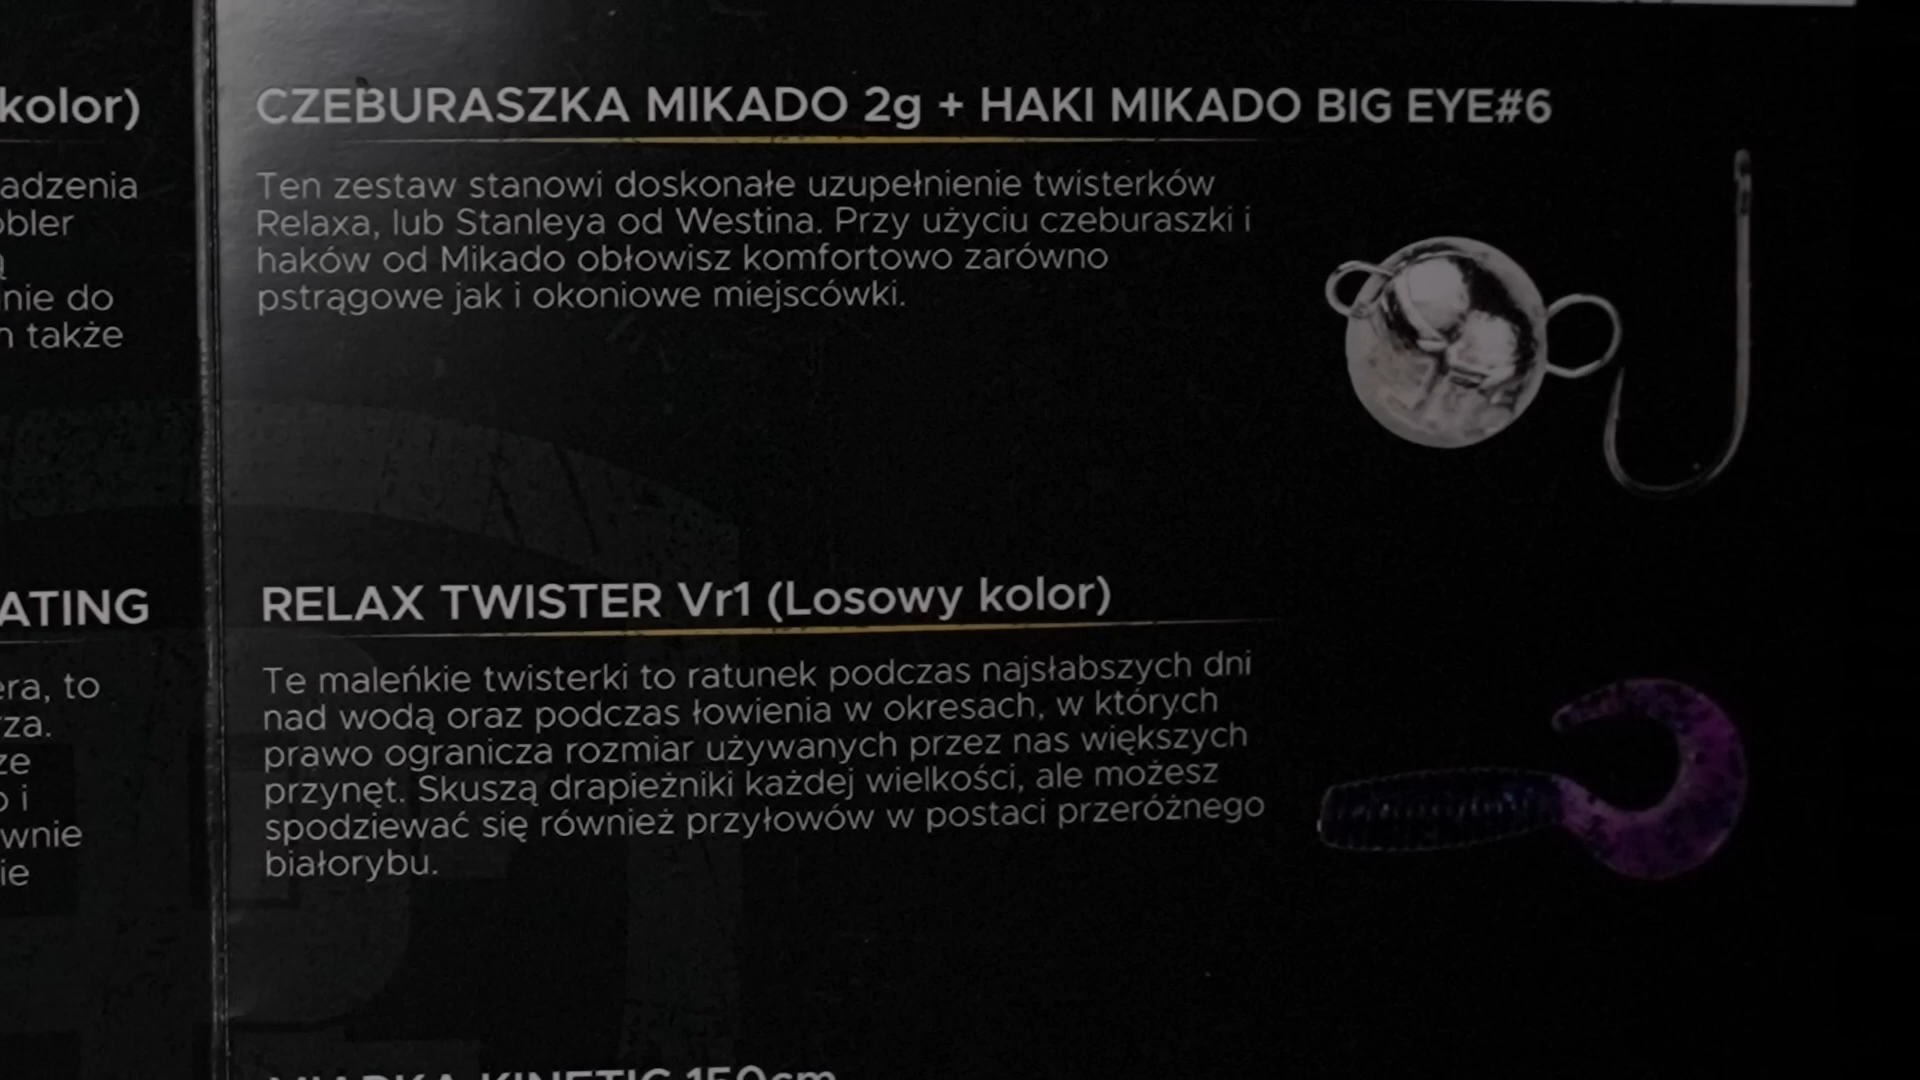 kolor)
adzenia
nie do
także
ATING
era, to
wnie
CZEBURASZKA MIKADO 2g + HAKI MIKADO BIG EYE#6
Ten zestaw stanowi doskonałe uzupełnienie twisterków
Relaxa, lub Stanleya od Westina. Przy użyciu czeburaszki i
haków od Mikado obłowisz komfortowo zarówno
pstrągowe jak i okoniowe miejscówki.
RELAX TWISTER Vr1 (Losowy kolor)
Te maleńkie twisterki to ratunek podczas najsłabszych dni
nad wodą oraz podczas łowienia w okresach, w których
prawo ogranicza rozmiar używanych przez nas większych
przynęt. Skuszą drapieżniki każdej wielkości, ale możesz
spodziewać się również przyłowów w postaci przeróżnego
białorybu.
KINETIC 150cm